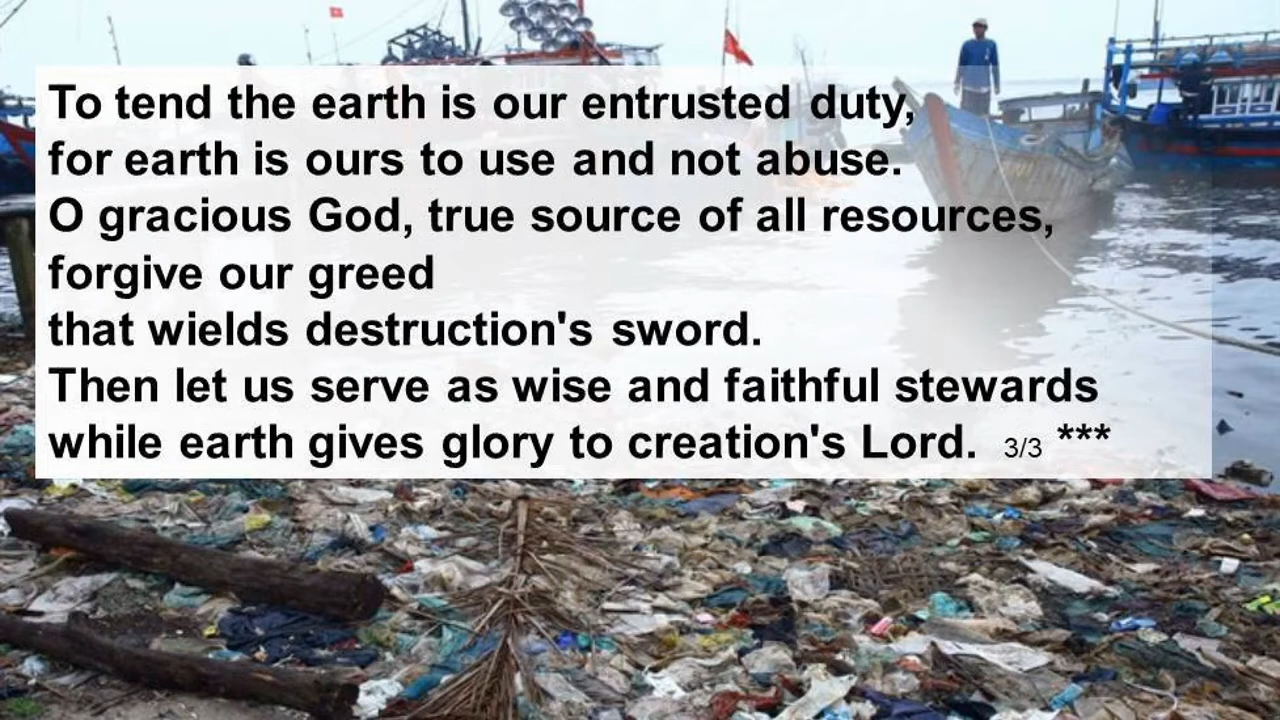 To tend the earth is our entrusted duty,
for earth is ours to use and not abuse.
O gracious God, true source of all resources,
forgive our greed
that wields destruction's sword.
Then let us serve as wise and faithful stewards
while earth gives glory to creation's Lord. 3/3 ***